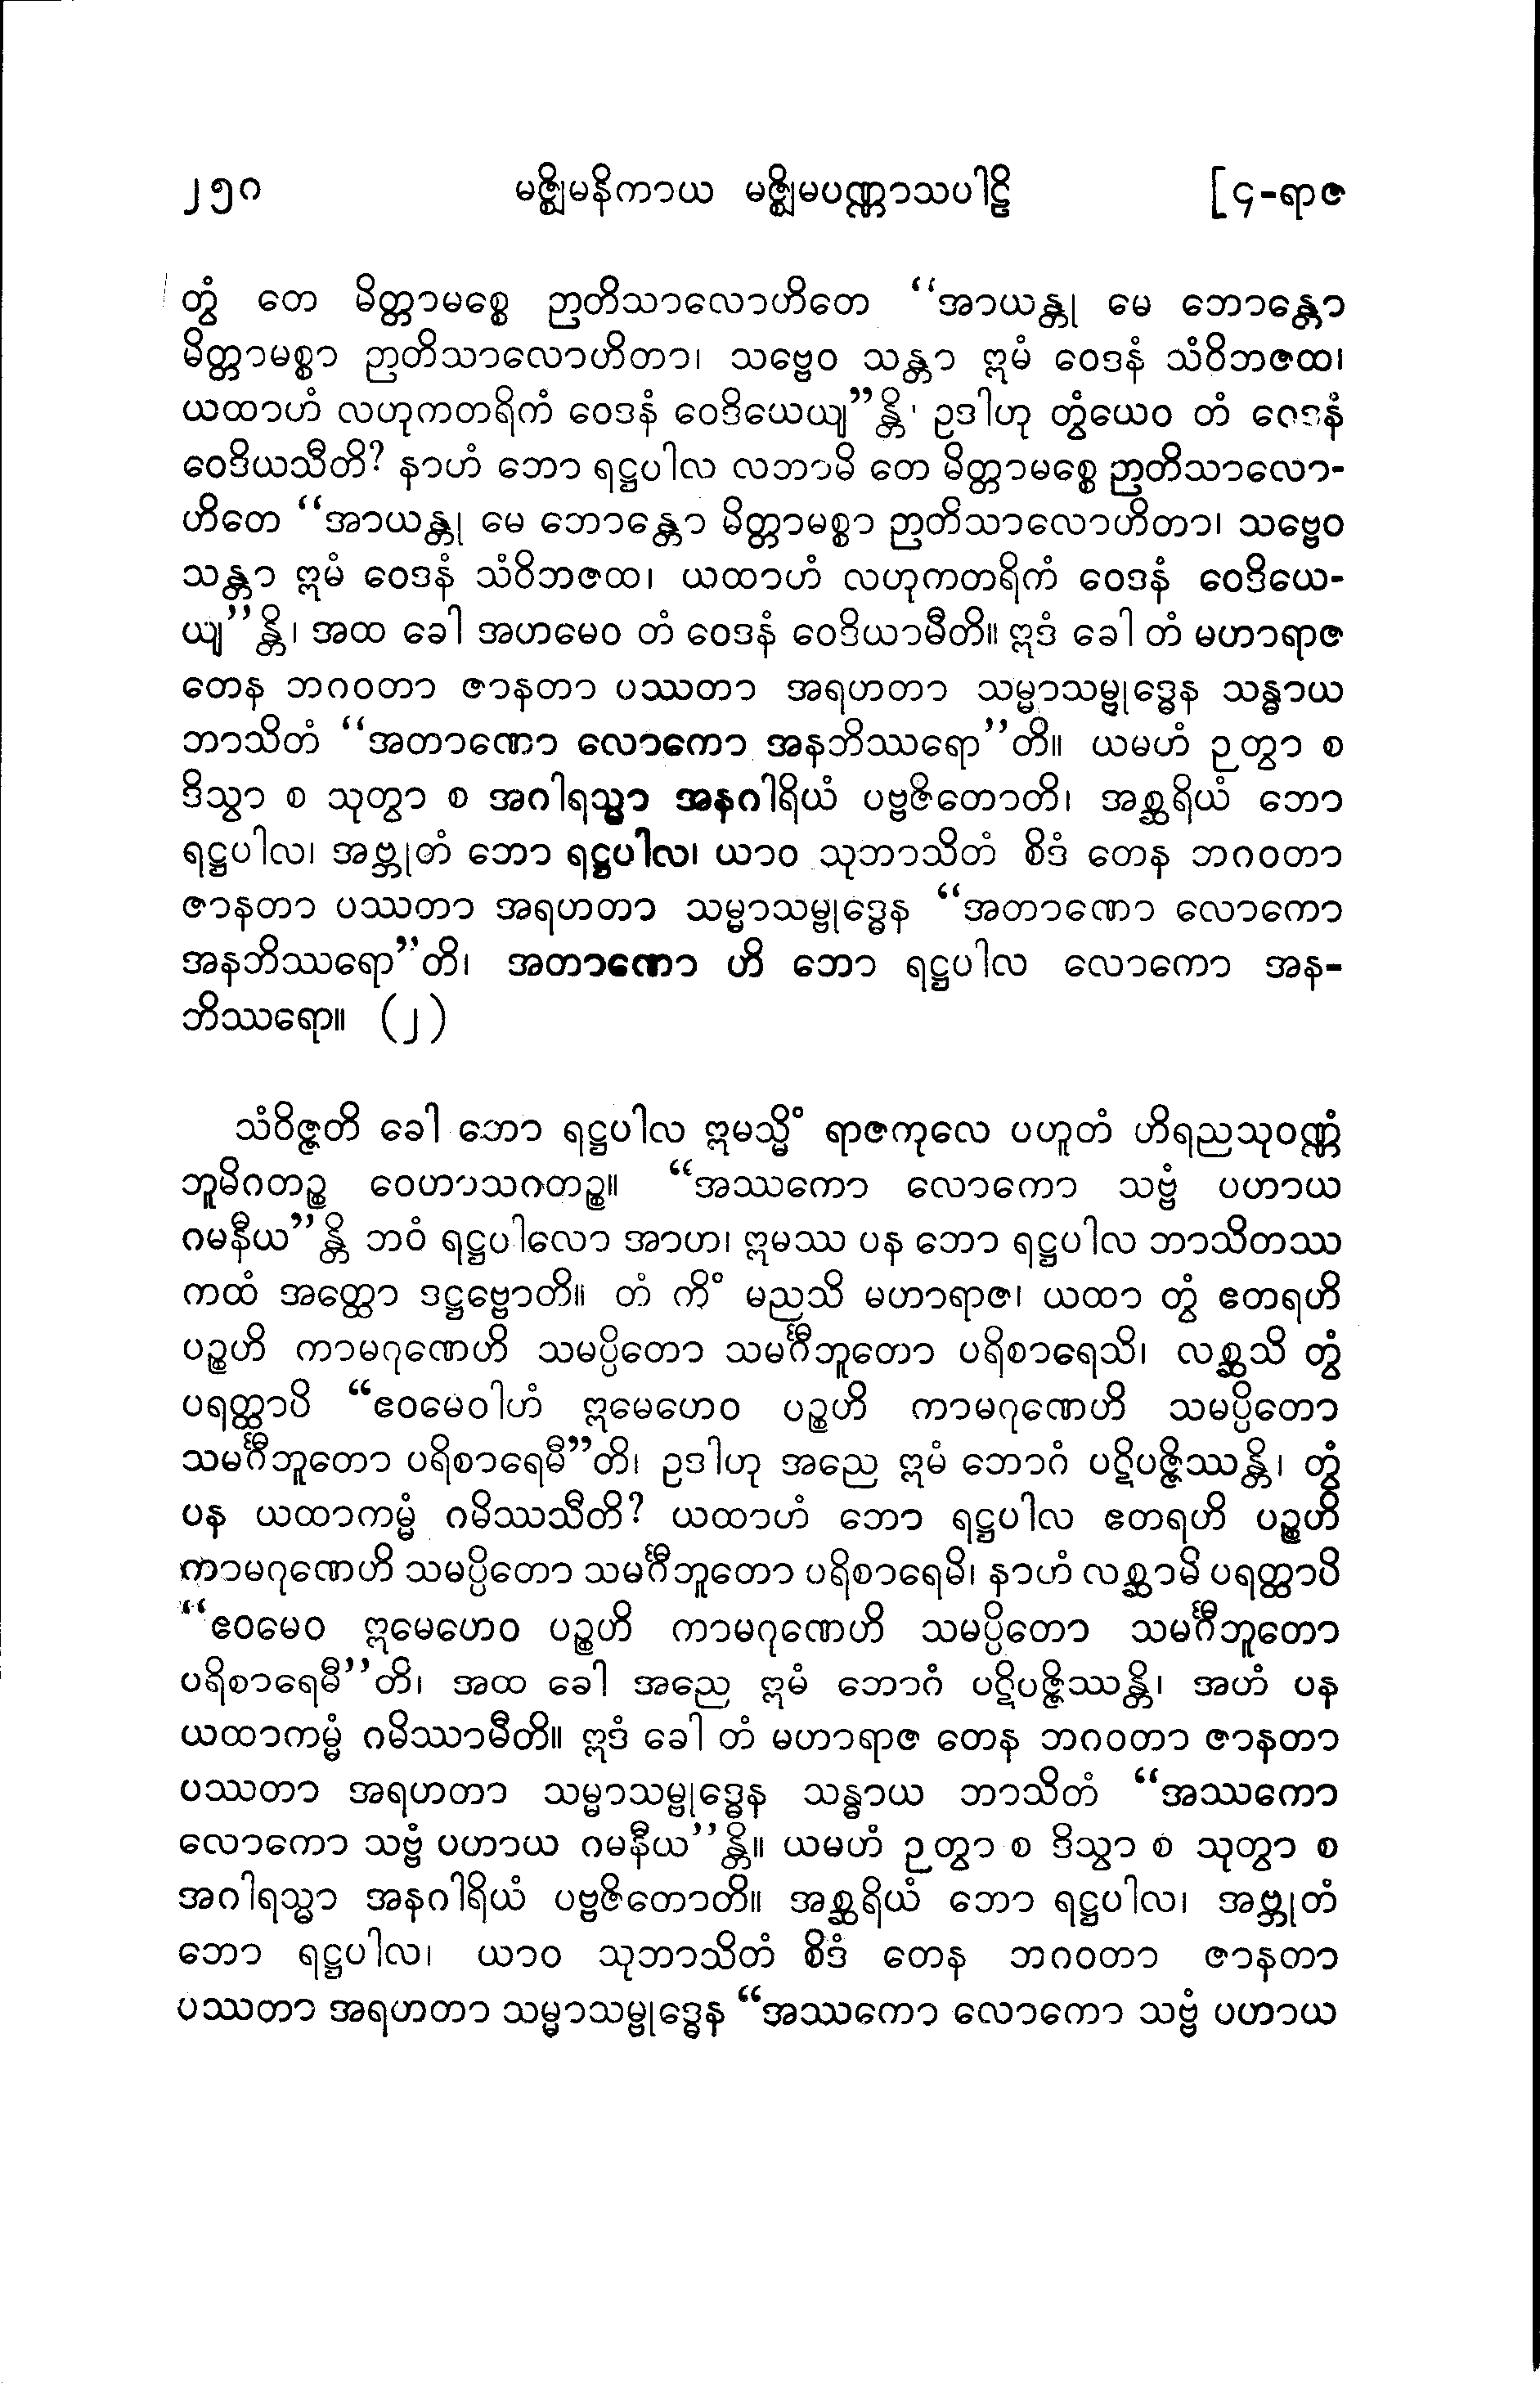 ၂၅၀ မဇ္ဈိမနိကာယ မဇ္ဈိမပဏ္ဏာသပါဠိ [၄-ရာဇ
တွံ တေ မိတ္တာမစ္စေ ဉာတိသာလောဟိတေ “အာယန္တု မေ ဘောန္တော
မိတ္တာမစ္စာ ဉာတိသာလောဟိတာ၊ သဗ္ဗေဝ သန္တာ ဣမံ ဝေဒနံ သံဝိဘဇထ၊
ယထာဟံ လဟုကတရိကံ ဝေဒနံ ဝေဒိယေယျ”န္တိ၊ ဥဒါဟု တွံယေဝ တံ ဝေဒနံ
ဝေဒိယသီတိ? နာဟံ ဘော ရဋ္ဌပါလ လဘာမိ တေ မိတ္တာမစ္စေ ဉာတိသာလော-
ဟိတေ “အာယန္တု မေ ဘောန္တော မိတ္တာမစ္စာ ဉာတိသာလောဟိတာ၊ သဗ္ဗေဝ
သန္တာ ဣမံ ဝေဒနံ သံဝိဘဇထ၊ ယထာဟံ လဟုကတရိကံ ဝေဒနံ ဝေဒိယေ-
ယျ”န္တိ၊ အထ ခေါ အဟမေဝ တံ ဝေဒနံ ဝေဒိယာမီတိ။ ဣဒံ ခေါ တံ မဟာရာဇ
တေန ဘဂဝတာ ဇာနတာ ပဿတာ အရဟတာ သမ္မာသမ္ဗုဒ္ဓေန သန္ဓာယ
ဘာသိတံ “အတာဏော လောကော အနဘိဿရော”တိ။ ယမဟံ ဉတွာ စ
ဒိသွာ စ သုတွာ စ အဂါရသ္မာ အနဂါရိယံ ပဗ္ဗဇိတောတိ၊ အစ္ဆရိယံ ဘော
ရဋ္ဌပါလ၊ အဗ္ဘုတံ ဘော ရဋ္ဌပါလ၊ ယာဝ သုဘာသိတံ စိဒံ တေန ဘဂဝတာ
ဇာနတာ ပဿတာ အရဟတာ သမ္မာသမ္ဗုဒ္ဓေန “အတာဏော လောကော
အနဘိဿရော”တိ၊ အတာဏော ဟိ ဘော ရဋ္ဌပါလ လောကော အန-
ဘိဿရော။ (၂)
သံဝိဇ္ဇတိ ခေါ ဘော ရဋ္ဌပါလ ဣမသ္မိံ ရာဇကုလေ ပဟူတံ ဟိရညသုဝဏ္ဏံ
ဘူမိဂတဉ္စ ဝေဟာသဂတဉ္စ။ “အဿကော လောကော သဗ္ဗံ ပဟာယ
ဂမနီယ”န္တိ ဘဝံ ရဋ္ဌပါလော အာဟ၊ ဣမဿ ပန ဘော ရဋ္ဌပါလ ဘာသိတဿ
ကထံ အတ္ထော ဒဋ္ဌဗ္ဗောတိ။ တံ ကိံ မညသိ မဟာရာဇ၊ ယထာ တွံ ဧတရဟိ
ပဉ္စဟိ ကာမဂုဏေဟိ သမပ္ပိတော သမင်္ဂီဘူတော ပရိစာရေသိ၊ လစ္ဆသိ တွံ
ပရတ္ထာပိ “ဧဝမေဝါဟံ ဣမေဟေဝ ပဉ္စဟိ ကာမဂုဏေဟိ သမပ္ပိတော
သမင်္ဂီဘူတော ပရိစာရေမီ”တိ၊ ဥဒါဟု အညေ ဣမံ ဘောဂံ ပဋိပဇ္ဇိဿန္တိ၊ တွံ
ပန ယထာကမ္မံ ဂမိဿသီတိ? ယထာဟံ ဘော ရဋ္ဌပါလ ဧတရဟိ ပဉ္စဟိ
ကာမဂုဏေဟိ သမပ္ပိတော သမင်္ဂီဘူတော ပရိစာရေမိ၊ နာဟံ လစ္ဆာမိ ပရတ္ထာပိ
“ဧဝမေဝ ဣမေဟေဝ ပဉ္စဟိ ကာမဂုဏေဟိ သမပ္ပိတော သမင်္ဂီဘူတော
ပရိစာရေမီ”တိ၊ အထ ခေါ အညေ ဣမံ ဘောဂံ ပဋိပဇ္ဇိဿန္တိ၊ အဟံ ပန
ယထာကမ္မံ ဂမိဿာမီတိ။ ဣဒံ ခေါ တံ မဟာရာဇ တေန ဘဂဝတာ ဇာနတာ
ပဿတာ အရဟတာ သမ္မာသမ္ဗုဒ္ဓေန သန္ဓာယ ဘာသိတံ “အဿကော
လောကော သဗ္ဗံ ပဟာယ ဂမနီယ”န္တိ။ ယမဟံ ဉတွာ စ ဒိသွာ စ သုတွာ စ
အဂါရသ္မာ အနဂါရိယံ ပဗ္ဗဇိတောတိ။ အစ္ဆရိယံ ဘော ရဋ္ဌပါလ၊ အဗ္ဘုတံ
ဘော ရဋ္ဌပါလ၊ ယာဝ သုဘာသိတံ စိဒံ တေန ဘဂဝတာ ဇာနတာ
ပဿတာ အရဟတာ သမ္မာသမ္ဗုဒ္ဓေန “အဿကော လောကော သဗ္ဗံ ပဟာယ